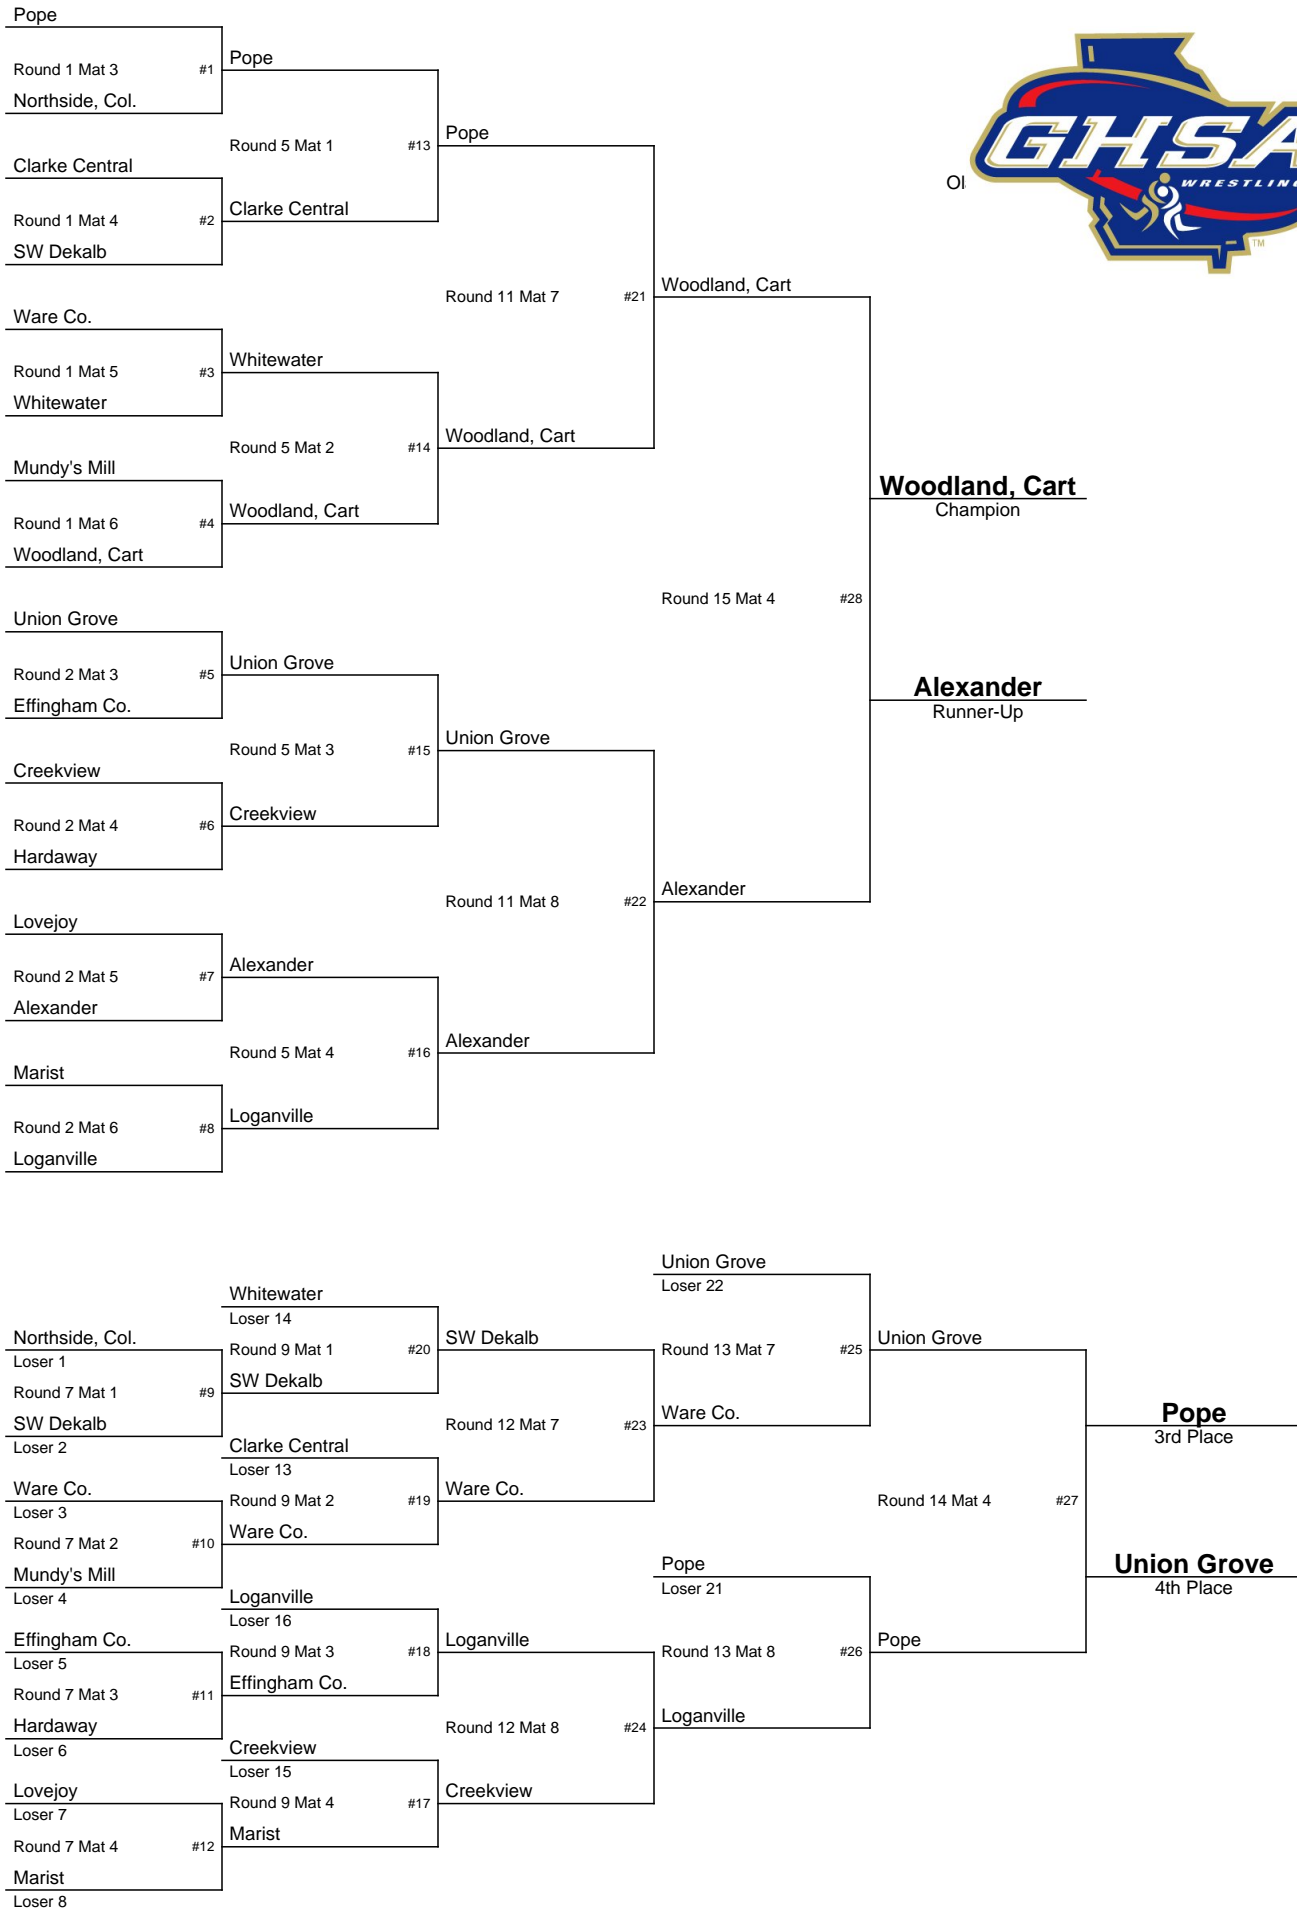 Pope
Round 1 Mat 3 #1
Northside, Col.
Pope
Clarke Central
Round 1 Mat 4 #2
SW Dekalb
Clarke Central
Round 5 Mat 1 #13
Pope
Ware Co.
Round 1 Mat 5 #3
Whitewater
Whitewater
Mundy's Mill
Round 1 Mat 6 #4
Woodland, Cart
Woodland, Cart
Round 5 Mat 2 #14
Woodland, Cart
Round 11 Mat 7 #21
Woodland, Cart
Union Grove
Round 2 Mat 3 #5
Effingham Co.
Union Grove
Creekview
Round 2 Mat 4 #6
Hardaway
Creekview
Round 5 Mat 3 #15
Union Grove
Lovejoy
Round 2 Mat 5 #7
Alexander
Alexander
Marist
Round 2 Mat 6 #8
Loganville
Loganville
Round 5 Mat 4 #16
Alexander
Round 11 Mat 8 #22
Alexander
Round 15 Mat 4 #28
Woodland, Cart
Champion
Alexander
Runner-Up
GHSA
WRESTLING
TM
Northside, Col.
Loser 1
Round 7 Mat 1 #9
SW Dekalb
Loser 2
Whitewater
Loser 14
Round 9 Mat 1 #20
SW Dekalb
SW Dekalb
Ware Co.
Loser 3
Round 7 Mat 2 #10
Mundy's Mill
Loser 4
Clarke Central
Loser 13
Round 9 Mat 2 #19
Ware Co.
Ware Co.
Round 12 Mat 7 #23
Ware Co.
Union Grove
Loser 22
Round 13 Mat 7 #25
Union Grove
Effingham Co.
Loser 5
Round 7 Mat 3 #11
Hardaway
Loser 6
Loganville
Loser 16
Round 9 Mat 3 #18
Effingham Co.
Loganville
Lovejoy
Loser 7
Round 7 Mat 4 #12
Marist
Loser 8
Creekview
Loser 15
Round 9 Mat 4 #17
Marist
Creekview
Round 12 Mat 8 #24
Loganville
Pope
Loser 21
Round 13 Mat 8 #26
Pope
Round 14 Mat 4 #27
Pope
3rd Place
Union Grove
4th Place